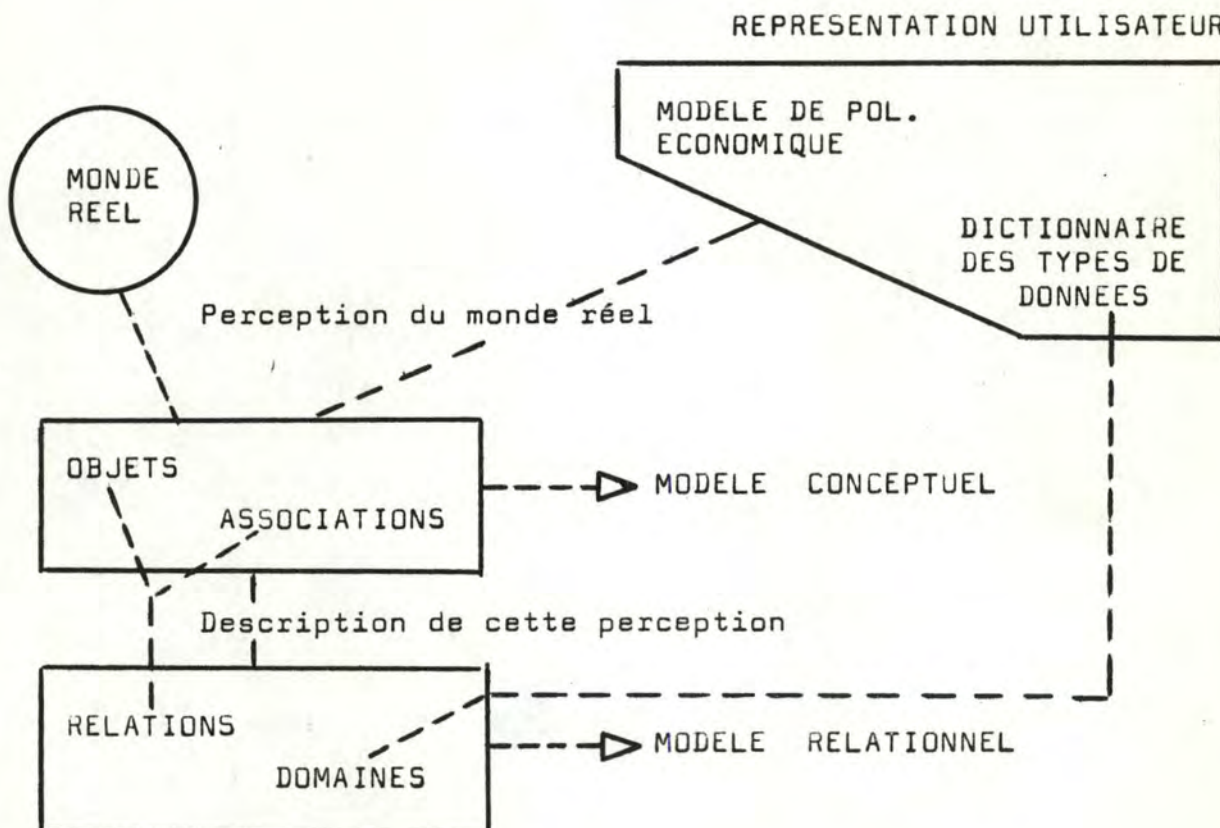 REPRESENTATION UTILISATEUR
MODELE DE POL.
ECONOMIQUE
MONDE
REEL
DICTIONNAIRE
DES TYPES DE
DONNEES
Perception du monde réel
OBJETS
ASSOCIATIONS
MODELE CONCEPTUEL
Description de cette perception
RELATIONS
DOMAINES
MODELE RELATIONNEL